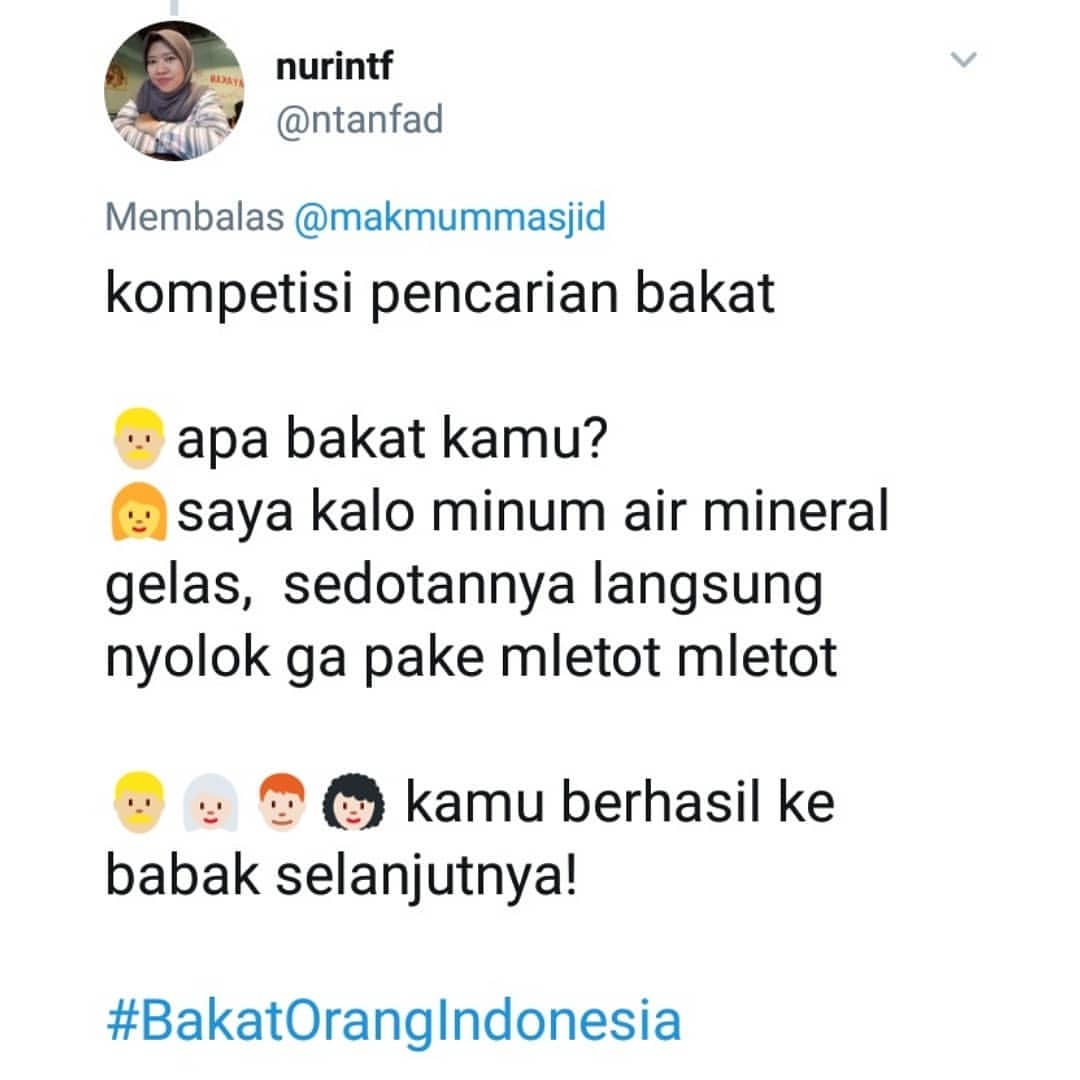 nurintf
@ntanfad
Membalas @makmummasjid
kompetisi pencarian bakat
👱‍♂️apa bakat kamu?
👩saya kalo minum air mineral
gelas,  sedotannya langsung
nyolok ga pake mletot mletot
👱‍♂️👩‍🦳👨‍🦰👩‍🦱 kamu berhasil ke
babak selanjutnya!
#BakatOrangIndonesia